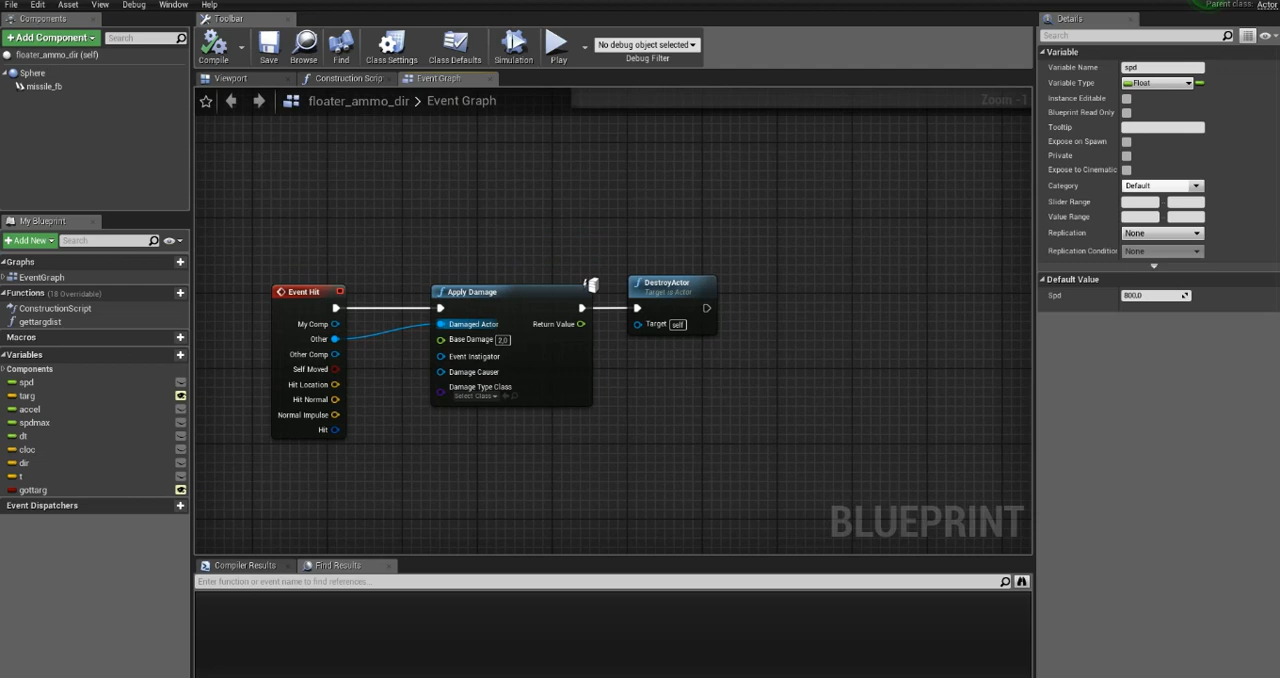 File Edit Asset View Debug Window Help
Parent class: Actor
Components
Toolbar
Details
+ Add Component
Search
floater_ammo_dir (self)
Sphere
missile_fb
Compile
Save
Browse
Find
Class Settings
Class Defaults
Simulation
Play
No debug object selected
Debug Filter
Viewport
Construction Scrip
Event Graph
floater_ammo_dir > Event Graph
Zoom -1
My Blueprint
+ Add New
Search
Graphs
EventGraph
Functions (18 Overridable)
ConstructionScript
gettargdist
Macros
Variables
Components
spd
targ
accel
spdmax
dt
cloc
dir
t
gottarg
Event Dispatchers
Event Hit
My Comp
Other
Other Comp
Self Moved
Hit Location
Hit Normal
Normal Impulse
Hit
Apply Damage
Damaged Actor
Return Value
Base Damage 2,0
Event Instigator
Damage Causer
Damage Type Class
Select Class
DestroyActor
Target is Actor
Target self
BLUEPRINT
Compiler Results
Find Results
Enter function or event name to find references...
Search
Variable
Variable Name spd
Variable Type Float
Instance Editable
Blueprint Read Only
Tooltip
Expose on Spawn
Private
Expose to Cinematic
Category Default
Slider Range
Value Range
Replication None
Replication Condition None
Default Value
Spd 800,0